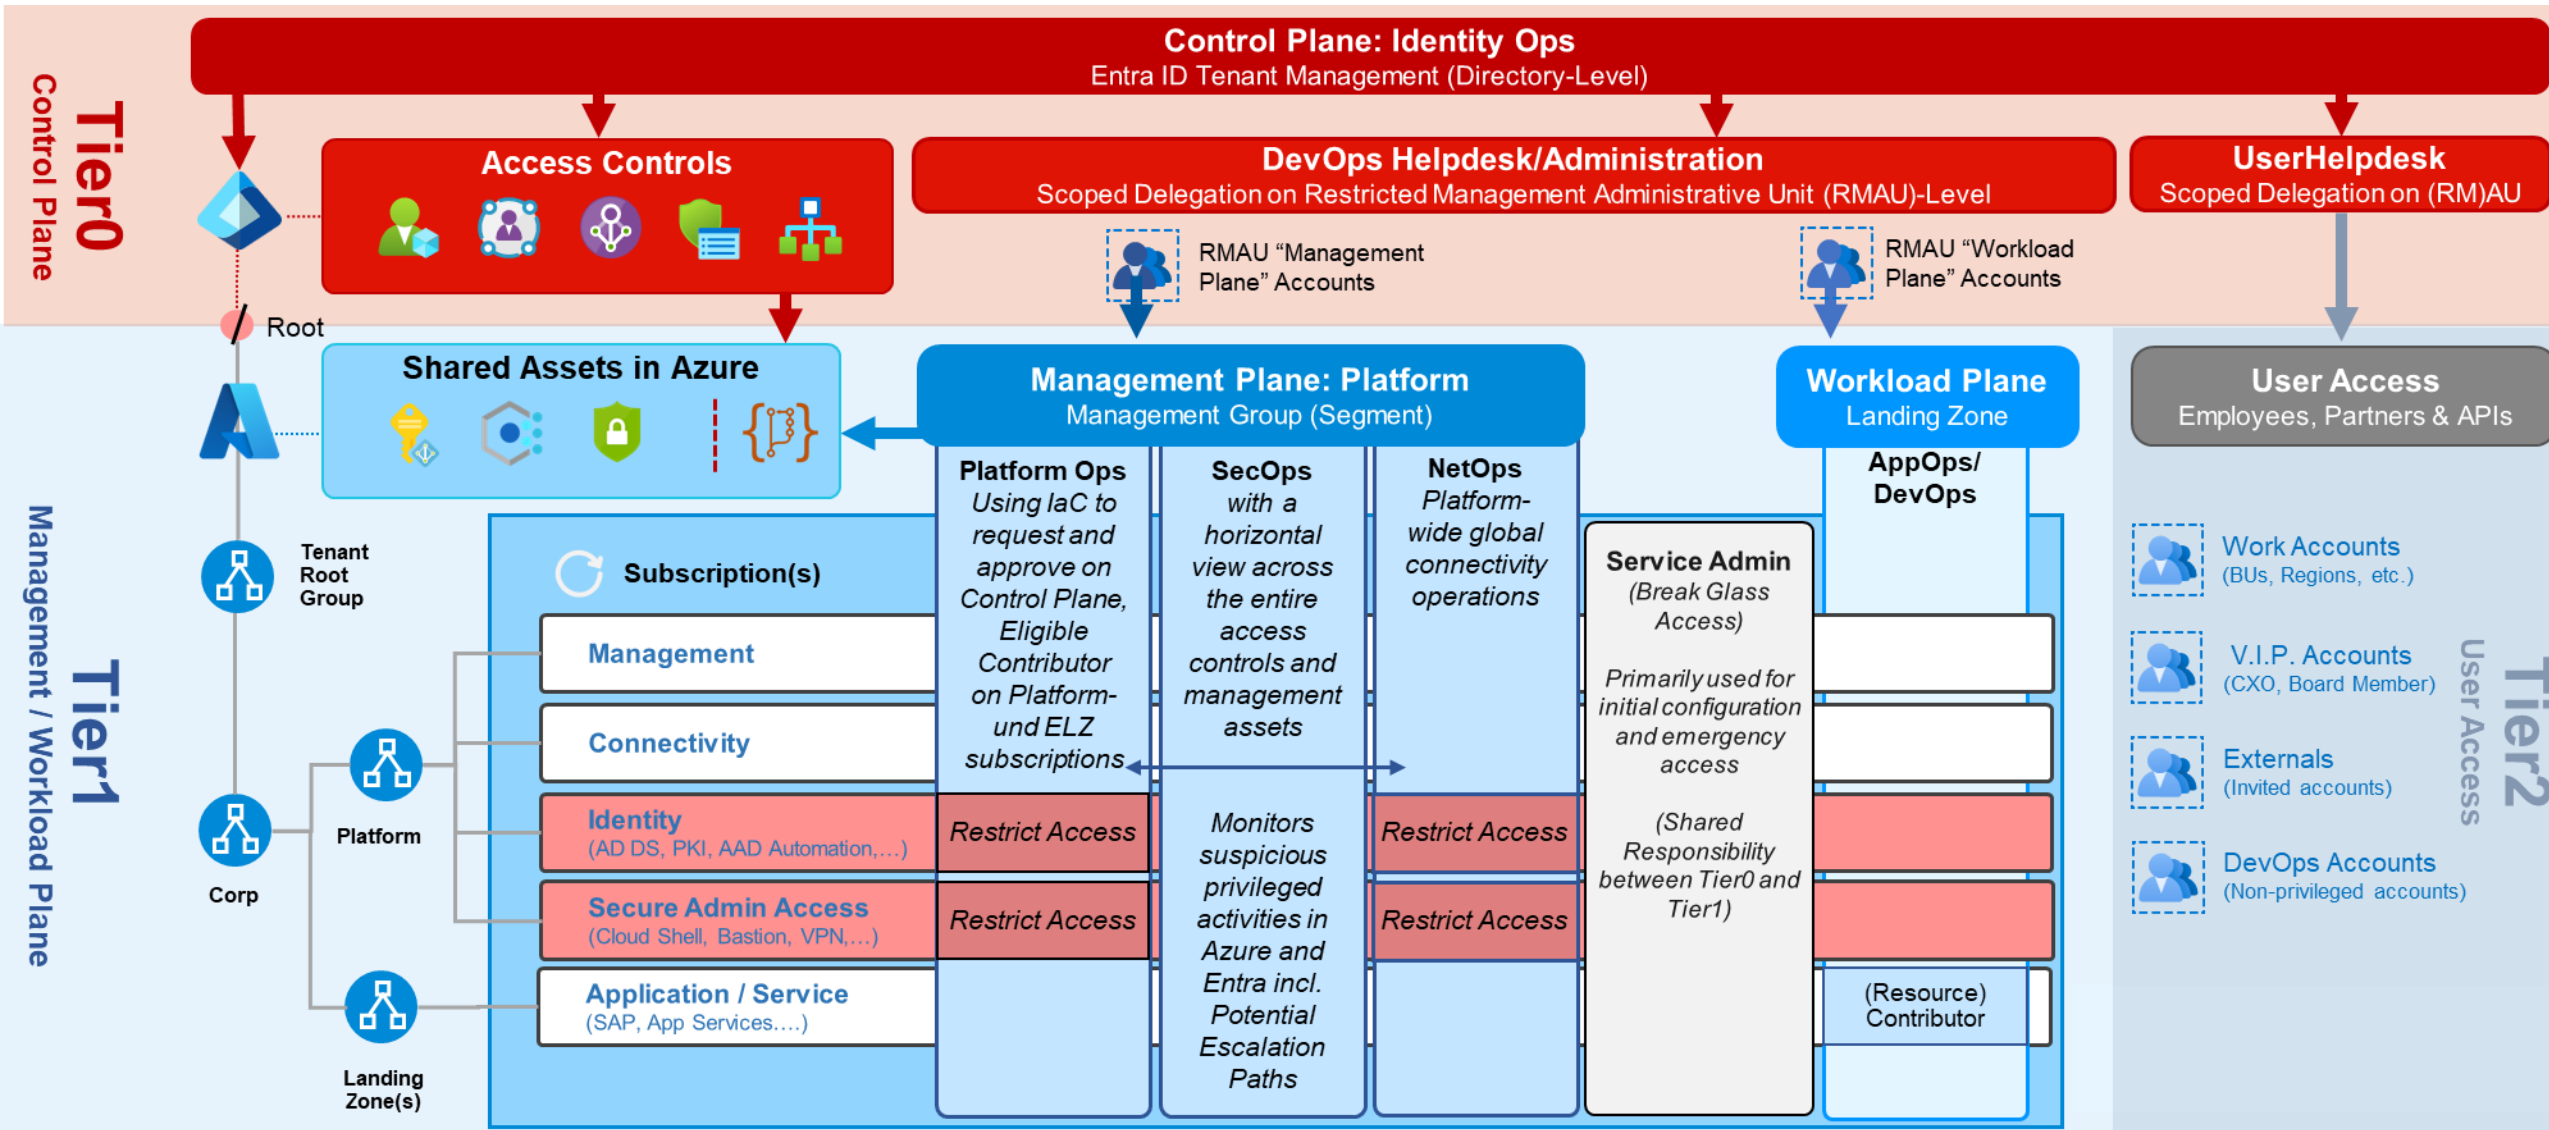 Control Plane: Identity Ops
Entra ID Tenant Management (Directory-Level)
Tier0
Control Plane
Access Controls
DevOps Helpdesk/Administration
Scoped Delegation on Restricted Management Administrative Unit (RMAU)-Level
UserHelpdesk
Scoped Delegation on (RM)AU
RMAU “Management
Plane” Accounts
RMAU “Workload
Plane” Accounts
Root
Shared Assets in Azure
Management Plane: Platform
Management Group (Segment)
Workload Plane
Landing Zone
User Access
Employees, Partners & APIs
Tier1
Management / Workload Plane
Tenant
Root
Group
Corp
Platform
Landing
Zone(s)
Subscription(s)
Management
Connectivity
Identity
(AD DS, PKI, AAD Automation,...)
Secure Admin Access
(Cloud Shell, Bastion, VPN,...)
Application / Service
(SAP, App Services....)
Platform Ops
Using IaC to
request and
approve on
Control Plane,
Eligible
Contributor
on Platform-
und ELZ
subscriptions
Restrict Access
Restrict Access
SecOps
with a
horizontal
view across
the entire
access
controls and
management
assets
Monitors
suspicious
privileged
activities in
Azure and
Entra incl.
Potential
Escalation
Paths
NetOps
Platform-
wide global
connectivity
operations
Restrict Access
Restrict Access
Service Admin
(Break Glass
Access)
Primarily used for
initial configuration
and emergency
access
(Shared
Responsibility
between Tier0 and
Tier1)
AppOps/
DevOps
(Resource)
Contributor
Work Accounts
(BUs, Regions, etc.)
V.I.P. Accounts
(CXO, Board Member)
Externals
(Invited accounts)
DevOps Accounts
(Non-privileged accounts)
Tier2
User Access